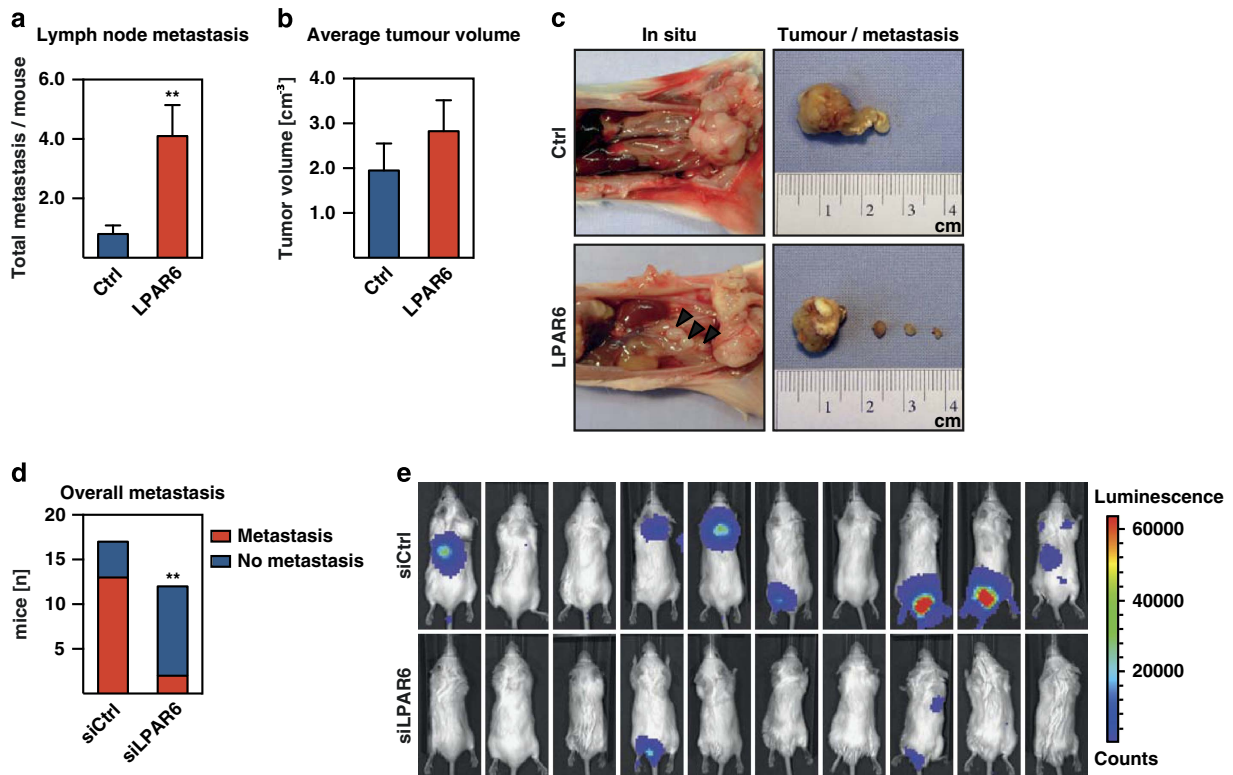 a
Lymph node metastasis
Total metastasis / mouse
6.0
4.0
2.0
**
Ctrl
LPAR6
b
Average tumour volume
Tumor volume [cm-3]
4.0
3.0
2.0
1.0
Ctrl
LPAR6
c
In situ
Tumour / metastasis
Ctrl
1 2 3 4
cm
LPAR6
1 2 3 4
cm
d
Overall metastasis
mice [n]
20
15
10
5
**
siCtrl
siLPAR6
Metastasis
No metastasis
e
siCtrl
siLPAR6
Luminescence
60000
40000
20000
Counts